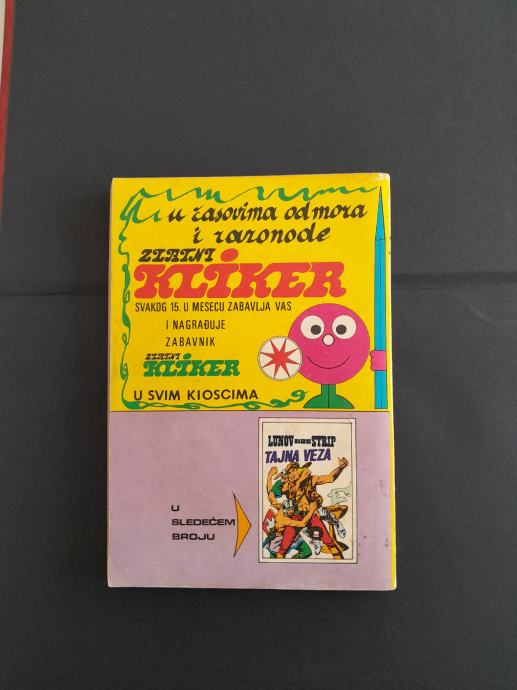 u časovima odmora
i razonode
ZLATNI
KLIKER
SVAKOG 15. U MESECU ZABAVLJA VAS
I NAGRAĐUJE
ZABAVNIK
ZLATNI
KLIKER
U SVIM KIOSCIMA
U
SLEDEĆEM
BROJU
LUNOV MAGNUS STRIP
TAJNA VEZA